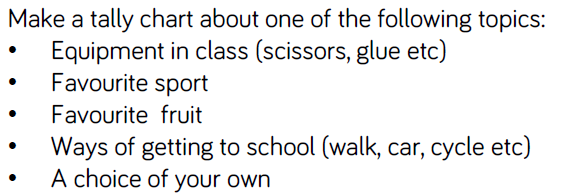 Make a tally chart about one of the following topics:
• Equipment in class (scissors, glue etc)
• Favourite sport
• Favourite  fruit
• Ways of getting to school (walk, car, cycle etc)
• A choice of your own